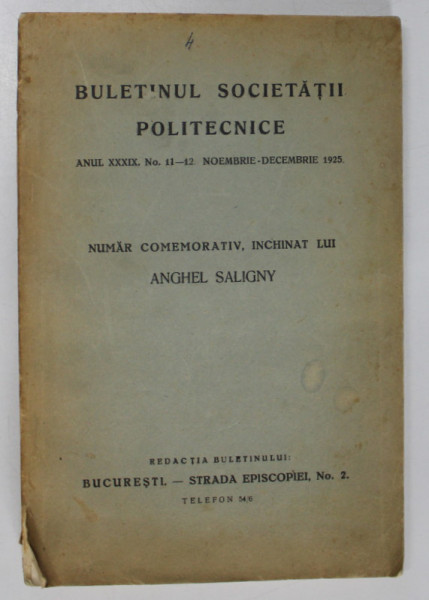 4
BULETINUL SOCIETĂȚII
POLITECNICE
ANUL XXXIX. No. 11—12. NOEMBRIE-DECEMBRIE 1925.
NUMĂR COMEMORATIV, INCHINAT LUI
ANGHEL SALIGNY
REDACȚIA BULETINULUI:
BUCUREȘTI. — STRADA EPISCOPIEI, No. 2.
TELEFON